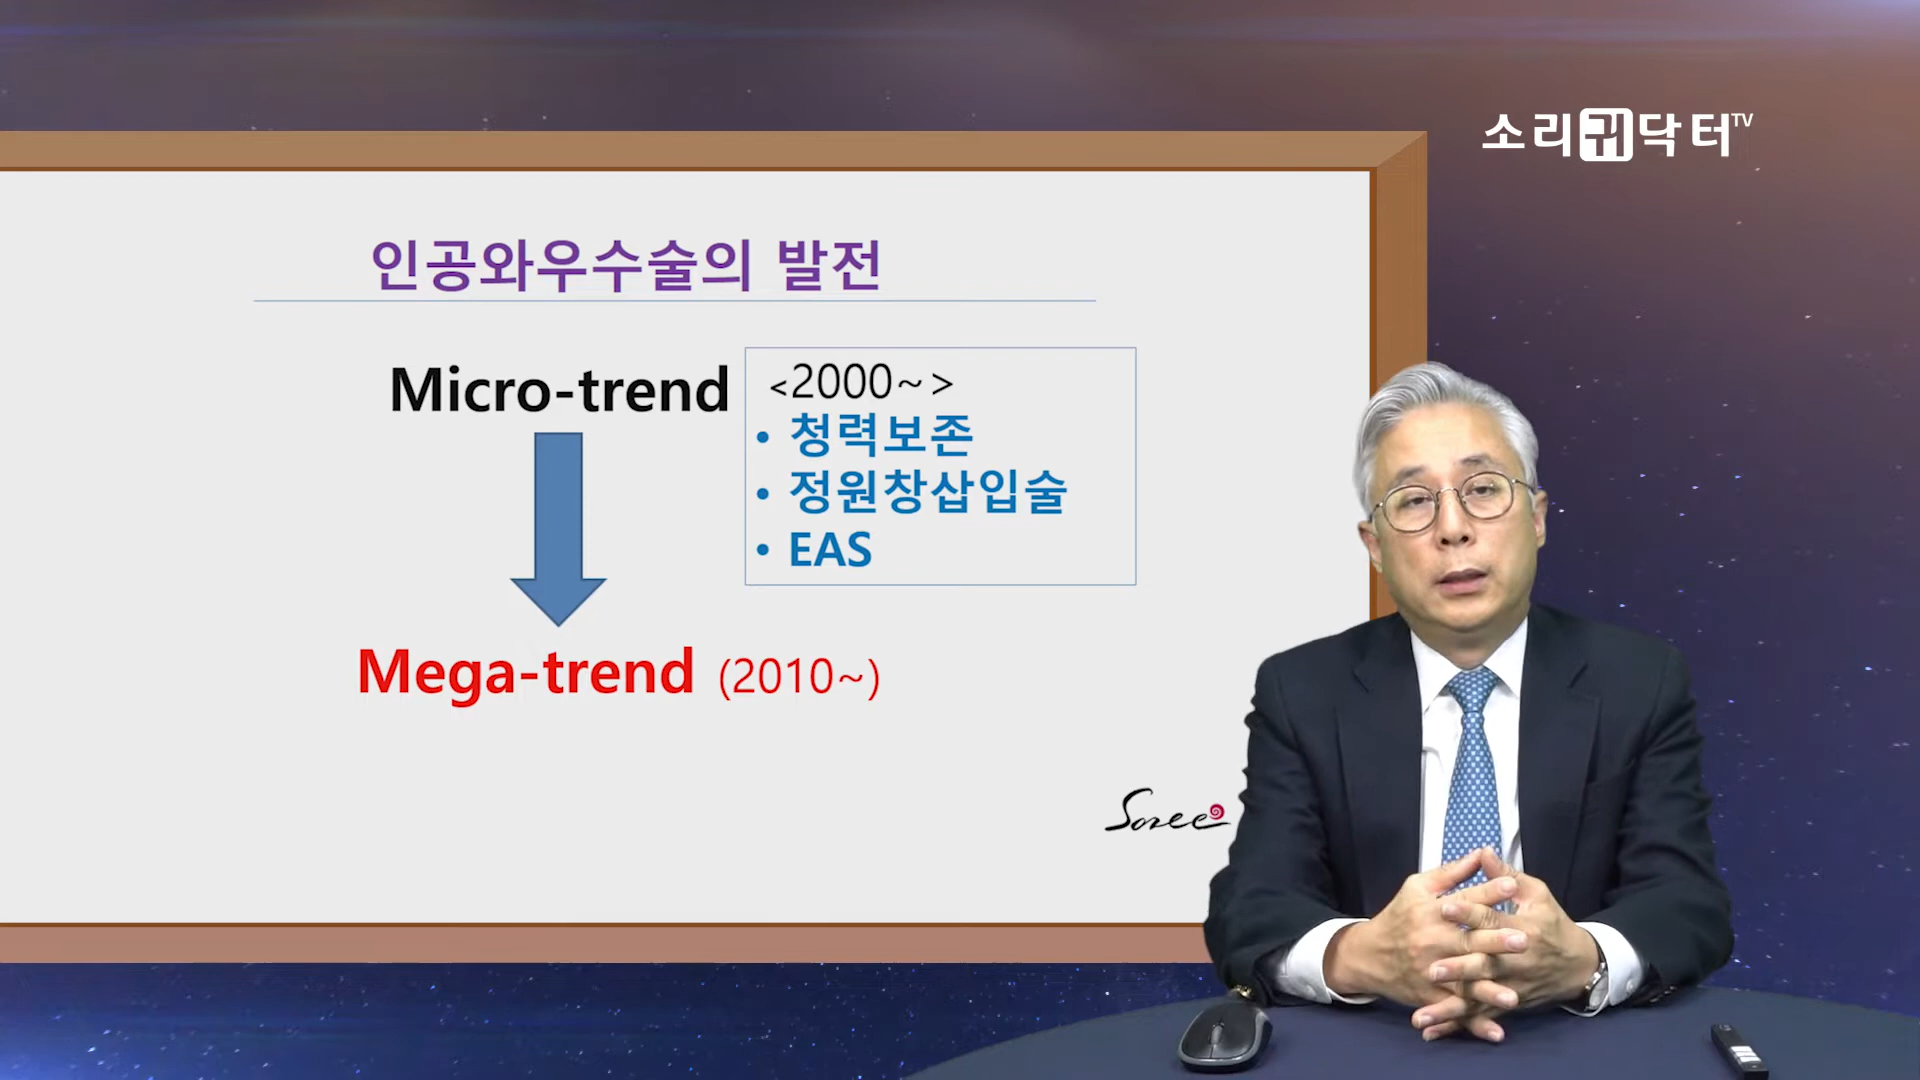 소리귀닥터TV
인공와우수술의 발전
Micro-trend
<2000~>
• 청력보존
• 정원창삽입술
• EAS
Mega-trend (2010~)
Soree